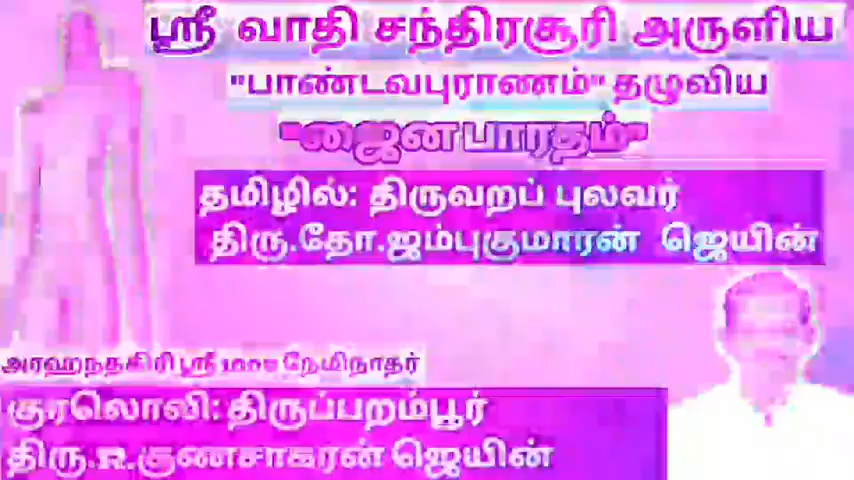 ஸ்ரீ வாதி சந்திரசூரி அருளிய
"பாண்டவபுராணம்" தழுவிய
"ஜைனபாரதம்"
தமிழில்: திருவறப் புலவர்
திரு.தோ.ஜம்புகுமாரன் ஜெயின்
அரஹந்தகிரி ஸ்ரீ நேமிநாதர்
குரலொலி: திருப்பறம்பூர்
குணசாகரன் ஜெயின்